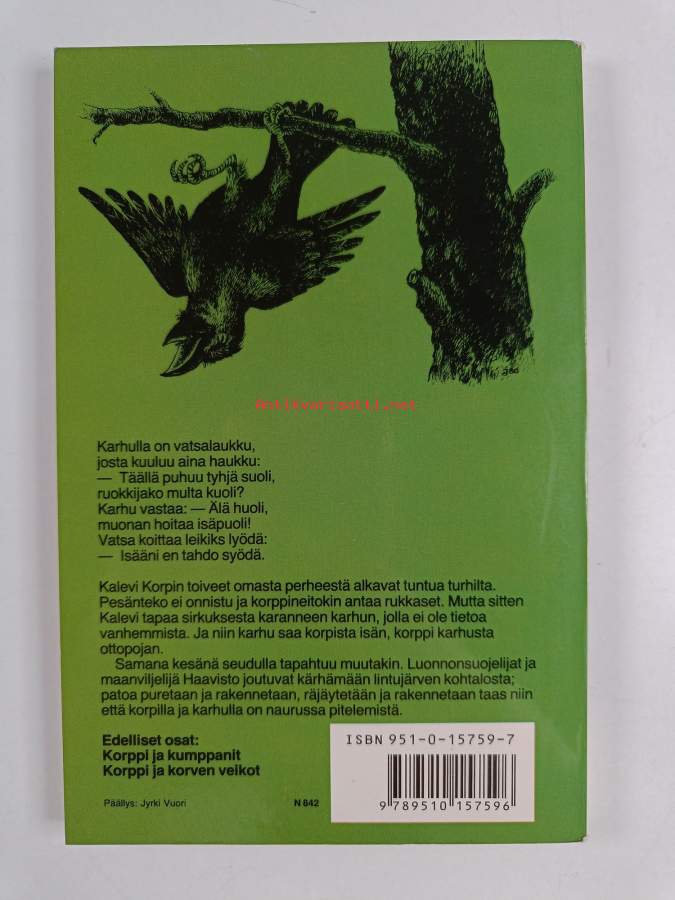 Antikvariaatti.net
Karhulla on vatsalaukku,
josta kuuluu aina haukku:
— Täällä puhuu tyhjä suoli,
ruokkijako multa kuoli?
Karhu vastaa: — Älä huoli,
muonan hoitaa isäpuoli!
Vatsa koittaa leikiks lyödä:
— Isääni en tahdo syödä.
Kalevi Korpin toiveet omasta perheestä alkavat tuntua turhilta.
Pesänteko ei onnistu ja korppineitokin antaa rukkaset. Mutta sitten
Kalevi tapaa sirkuksesta karanneen karhun, jolla ei ole tietoa
vanhemmista. Ja niin karhu saa korpista isän, korppi karhusta
ottopojan.
Samana kesänä seudulla tapahtuu muutakin. Luonnonsuojelijat ja
maanviljelijä Haavisto joutuvat kärhämään lintujärven kohtalosta;
patoa puretaan ja rakennetaan, räjäytetään ja rakennetaan taas niin
että korpilla ja karhulla on naurussa pitelemistä.
Edelliset osat:
Korppi ja kumppanit
Korppi ja korven veikot
Päällys: Jyrki Vuori
N 842
ISBN 951-0-15759-7
9 789510 157596